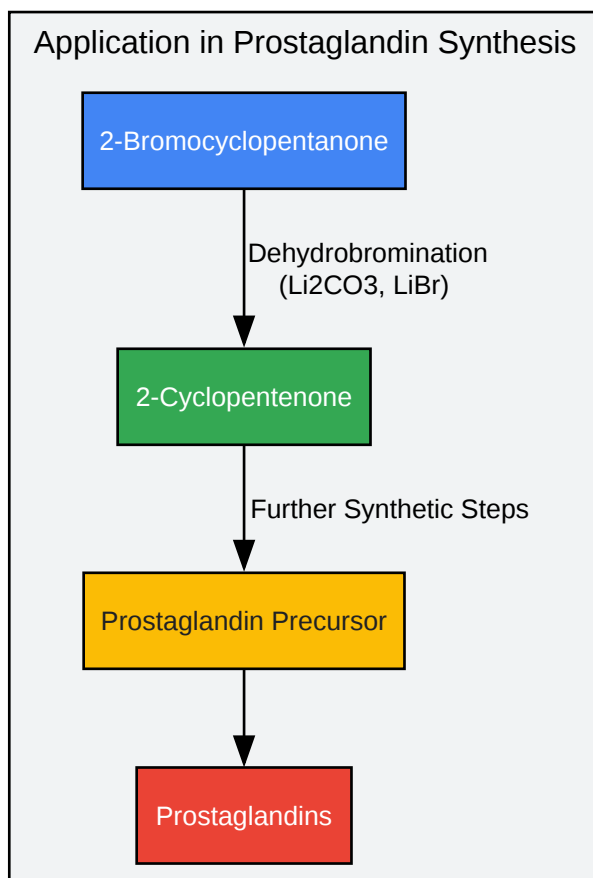 Application in Prostaglandin Synthesis
2-Bromocyclopentanone
Dehydrobromination
(Li2CO3, LiBr)
2-Cyclopentenone
Further Synthetic Steps
Prostaglandin Precursor
Prostaglandins